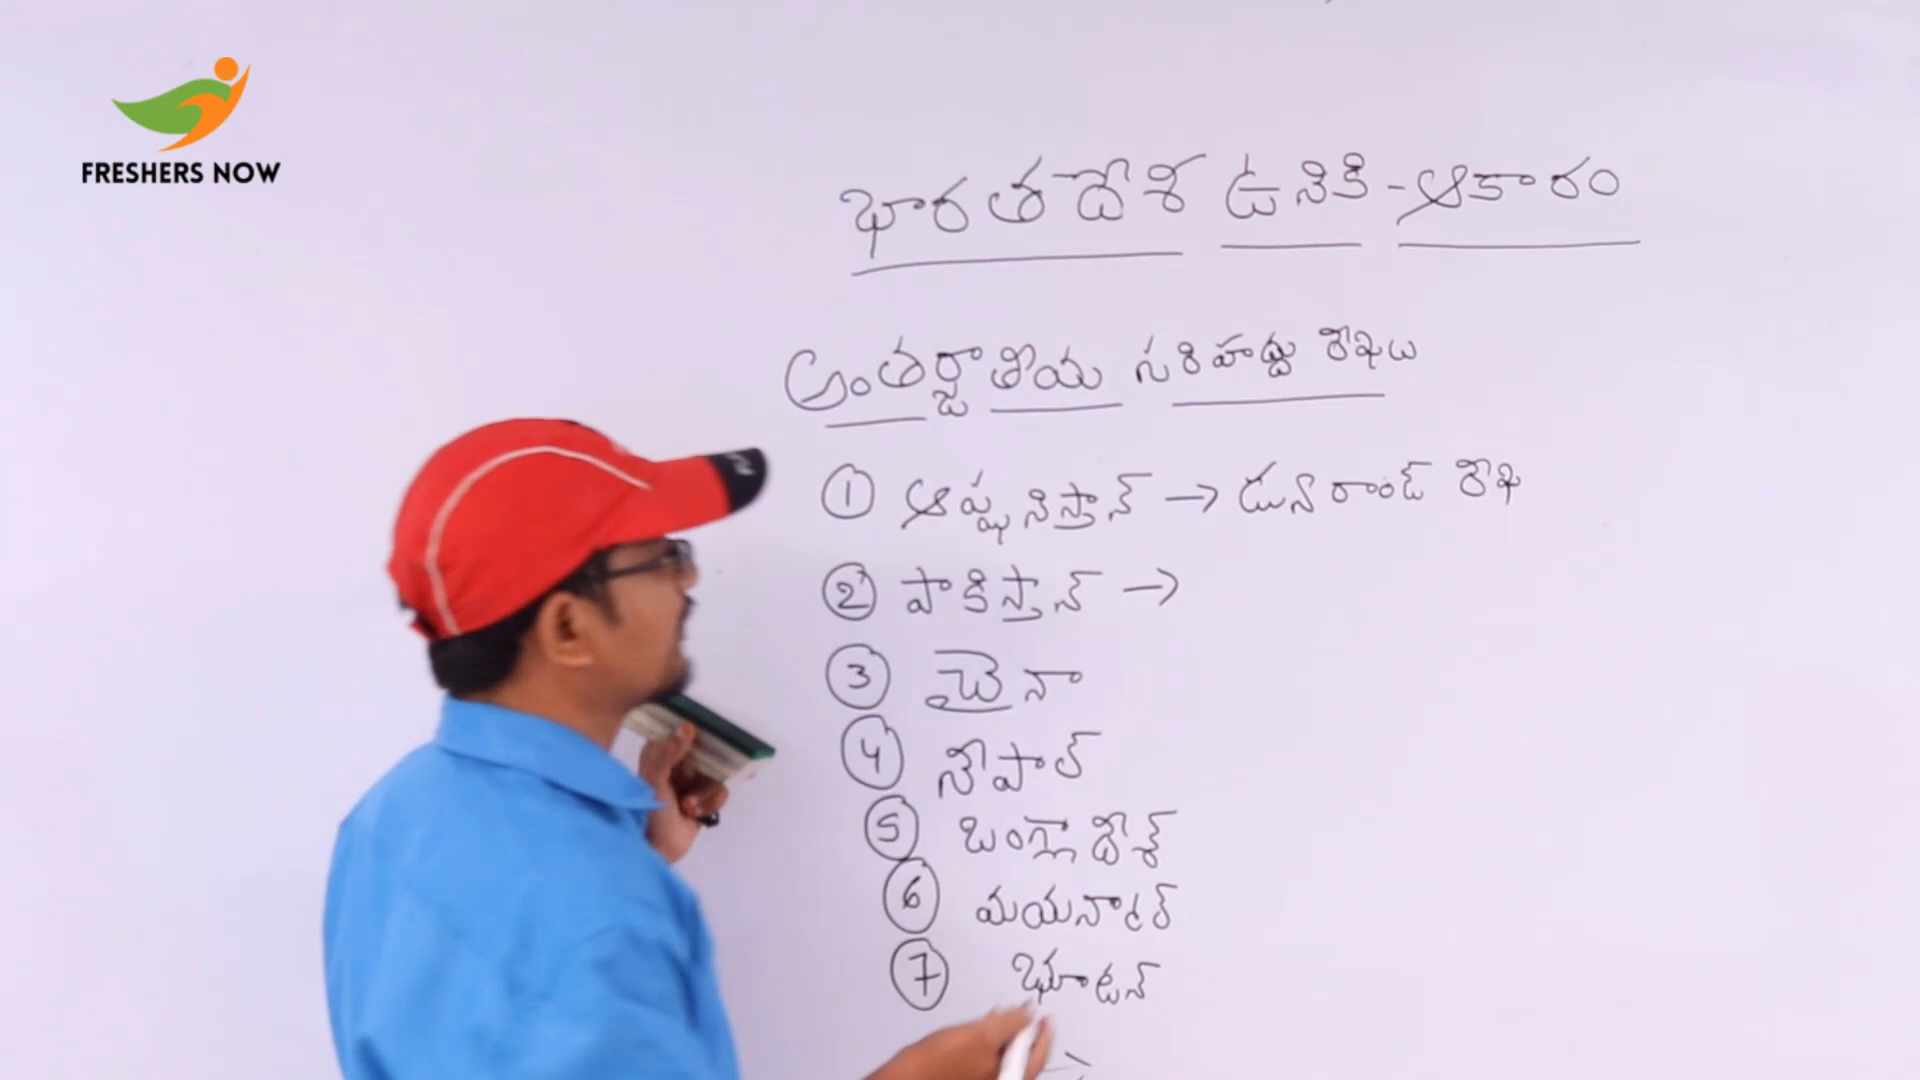 FRESHERS NOW
భారతదేశ ఉనికి - ఆకారం
అంతర్జాతీయ సరిహద్దు రేఖలు
① ఆఫ్ఘనిస్తాన్ → డ్యూరాండ్ రేఖ
② పాకిస్తాన్ →
③ చైనా
④ నేపాల్
⑤ బంగ్లాదేశ్
⑥ మయన్మార్
⑦ భూటాన్